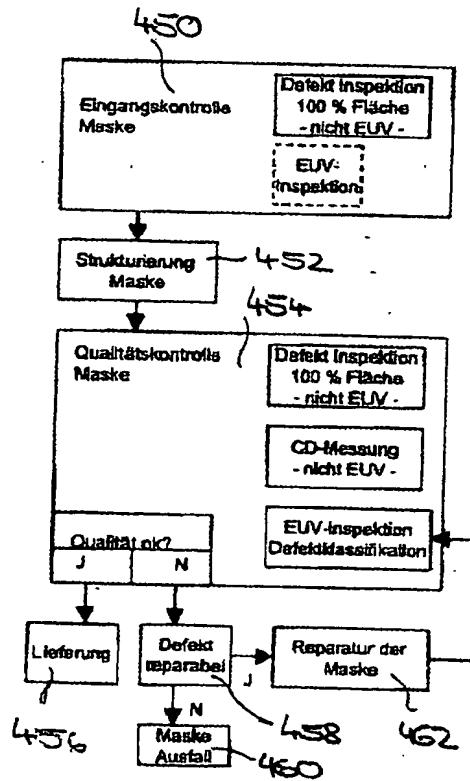 450
Eingangskontrolle
Maske
Defekt Inspektion
100 % Fläche
- nicht EUV -
EUV-
Inspektion
Strukturierung
Maske
452
454
Qualitätskontrolle
Maske
Defekt Inspektion
100 % Fläche
- nicht EUV -
CD-Messung
- nicht EUV -
EUV-Inspektion
Defektklassifikation
Qualität ok?
J
N
Lieferung
Defekt
reparabel
J
Reparatur der
Maske
456
N
458
462
Maske
Ausfall
460